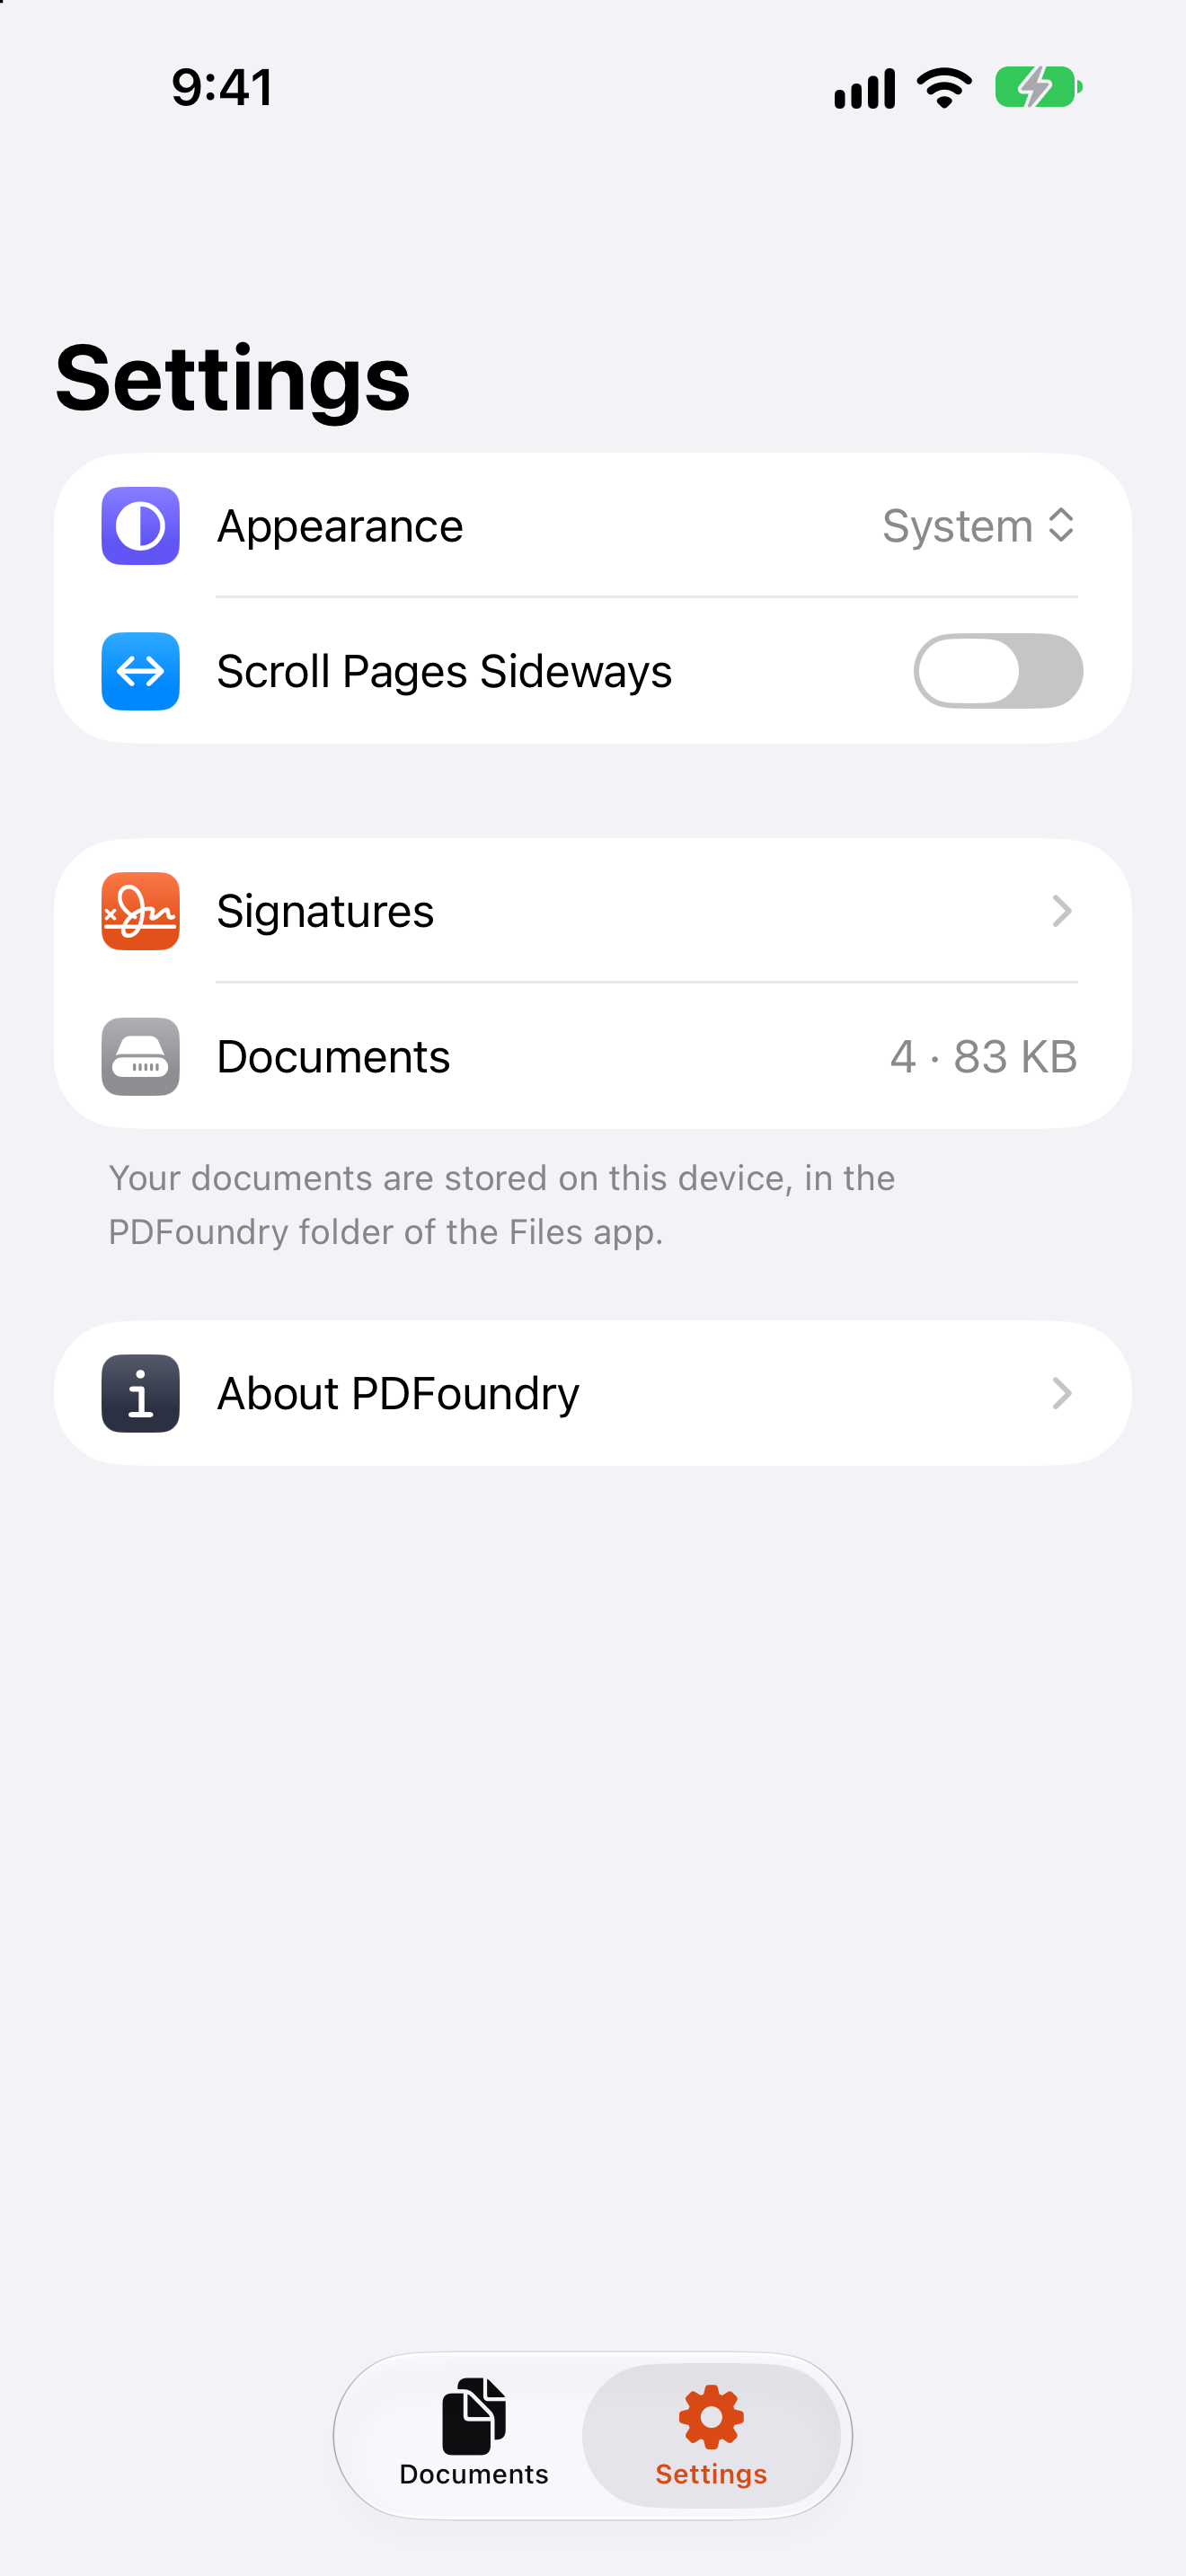 9:41
Settings
Appearance
System
Scroll Pages Sideways
Signatures
Documents
4 · 83 KB
Your documents are stored on this device, in the
PDFoundry folder of the Files app.
About PDFoundry
Documents
Settings